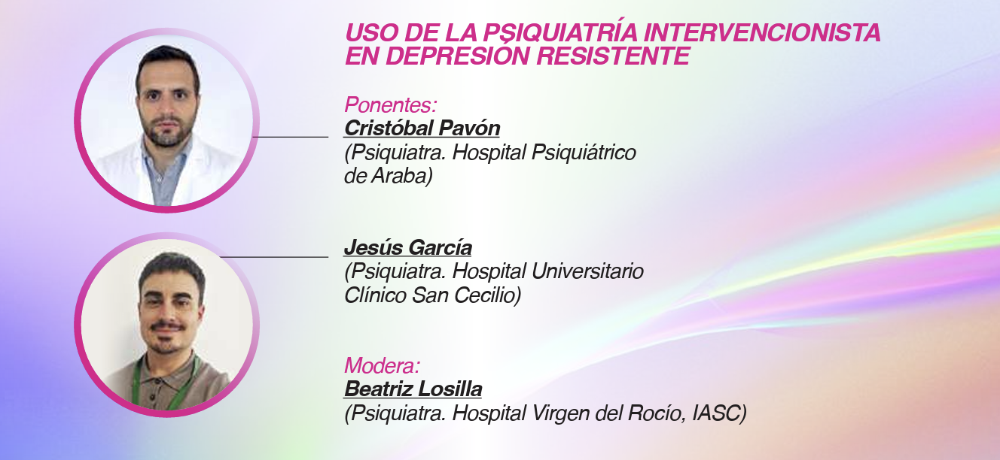 USO DE LA PSIQUIATRÍA INTERVENCIONISTA
EN DEPRESIÓN RESISTENTE
Ponentes:
Cristóbal Pavón
(Psiquiatra. Hospital Psiquiátrico
de Araba)
Jesús García
(Psiquiatra. Hospital Universitario
Clínico San Cecilio)
Modera:
Beatriz Losilla
(Psiquiatra. Hospital Virgen del Rocío, IASC)